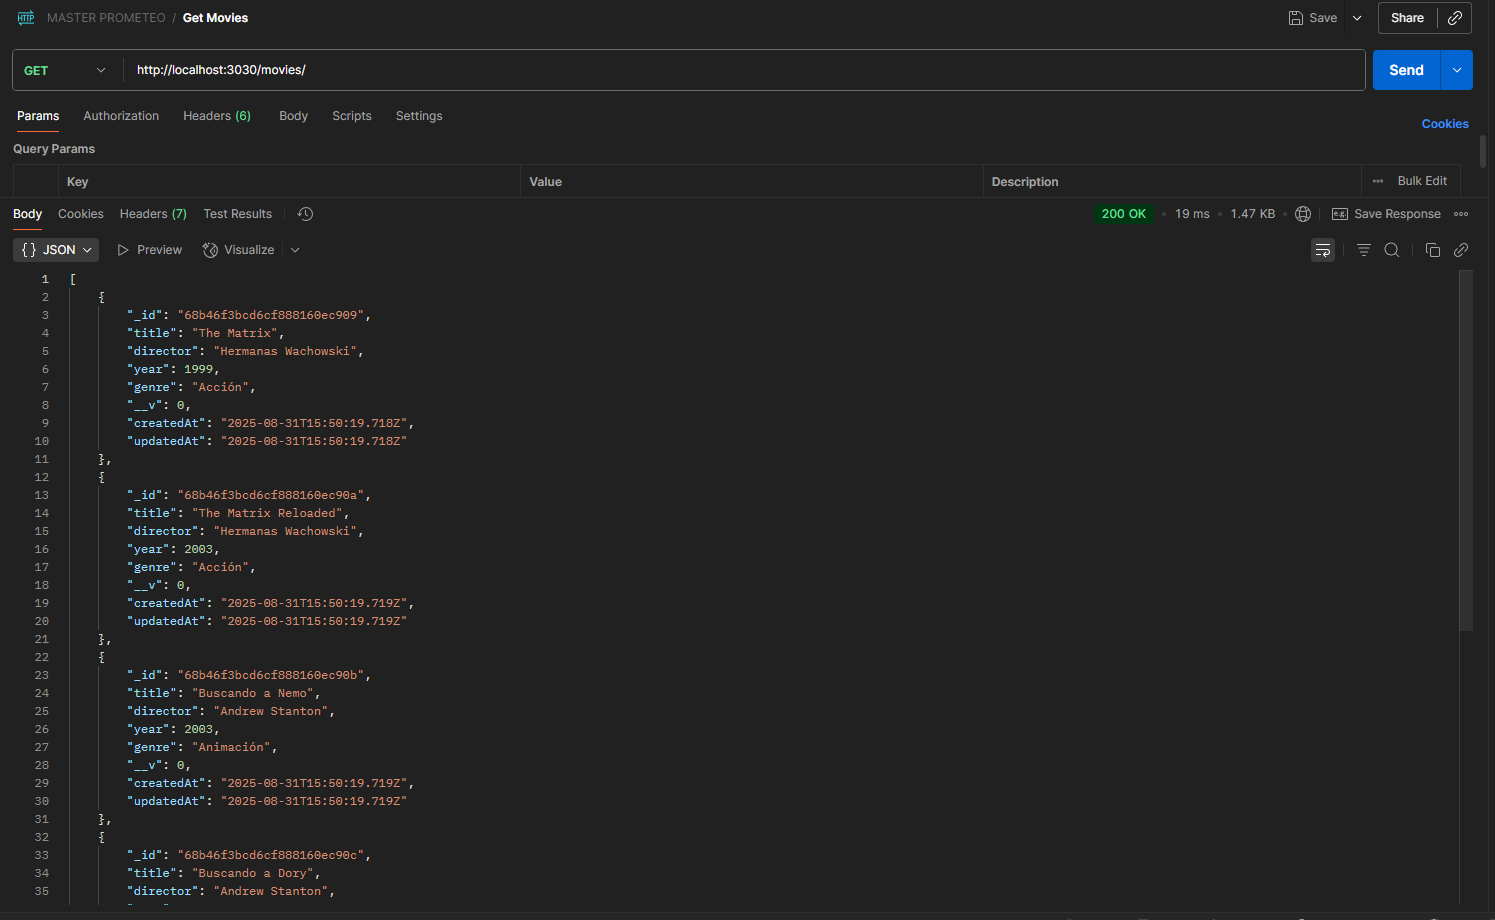 HTTP MASTER PROMETEO / Get Movies Save Share
GET http://localhost:3030/movies/ Send
Params Authorization Headers (6) Body Scripts Settings Cookies
Query Params
Key Value Description Bulk Edit
Body Cookies Headers (7) Test Results 200 OK 19 ms 1.47 KB e.g. Save Response
{} JSON Preview Visualize
1 [
2 {
3 "_id": "68b46f3bcd6cf888160ec909",
4 "title": "The Matrix",
5 "director": "Hermanas Wachowski",
6 "year": 1999,
7 "genre": "Acción",
8 "__v": 0,
9 "createdAt": "2025-08-31T15:50:19.718Z",
10 "updatedAt": "2025-08-31T15:50:19.718Z"
11 },
12 {
13 "_id": "68b46f3bcd6cf888160ec90a",
14 "title": "The Matrix Reloaded",
15 "director": "Hermanas Wachowski",
16 "year": 2003,
17 "genre": "Acción",
18 "__v": 0,
19 "createdAt": "2025-08-31T15:50:19.719Z",
20 "updatedAt": "2025-08-31T15:50:19.719Z"
21 },
22 {
23 "_id": "68b46f3bcd6cf888160ec90b",
24 "title": "Buscando a Nemo",
25 "director": "Andrew Stanton",
26 "year": 2003,
27 "genre": "Animación",
28 "__v": 0,
29 "createdAt": "2025-08-31T15:50:19.719Z",
30 "updatedAt": "2025-08-31T15:50:19.719Z"
31 },
32 {
33 "_id": "68b46f3bcd6cf888160ec90c",
34 "title": "Buscando a Dory",
35 "director": "Andrew Stanton",